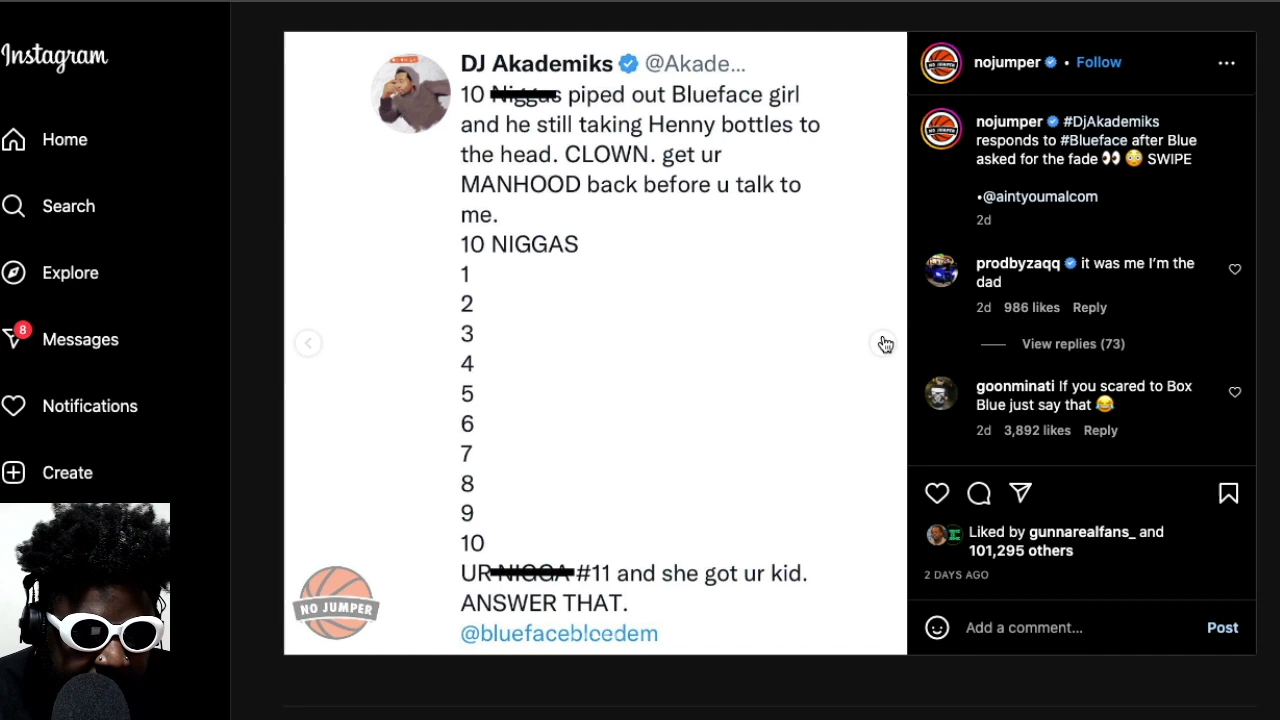 Instagram
Home
Search
Explore
8
Messages
Notifications
Create
DJ Akademiks @Akade...
10 Niggas piped out Blueface girl
and he still taking Henny bottles to
the head. CLOWN. get ur
MANHOOD back before u talk to
me.
10 NIGGAS
1
2
3
4
5
6
7
8
9
10
UR NIGGA #11 and she got ur kid.
ANSWER THAT.
@bluefacebleedem
NO JUMPER
nojumper • Follow
nojumper #DjAkademiks
responds to #Blueface after Blue
asked for the fade 👀 😳 SWIPE
•@aintyoumalcom
2d
prodbyzaqq it was me I’m the
dad
2d 986 likes Reply
View replies (73)
goonminati If you scared to Box
Blue just say that 😂
2d 3,892 likes Reply
Liked by gunnarealfans_ and
101,295 others
2 DAYS AGO
Add a comment...
Post